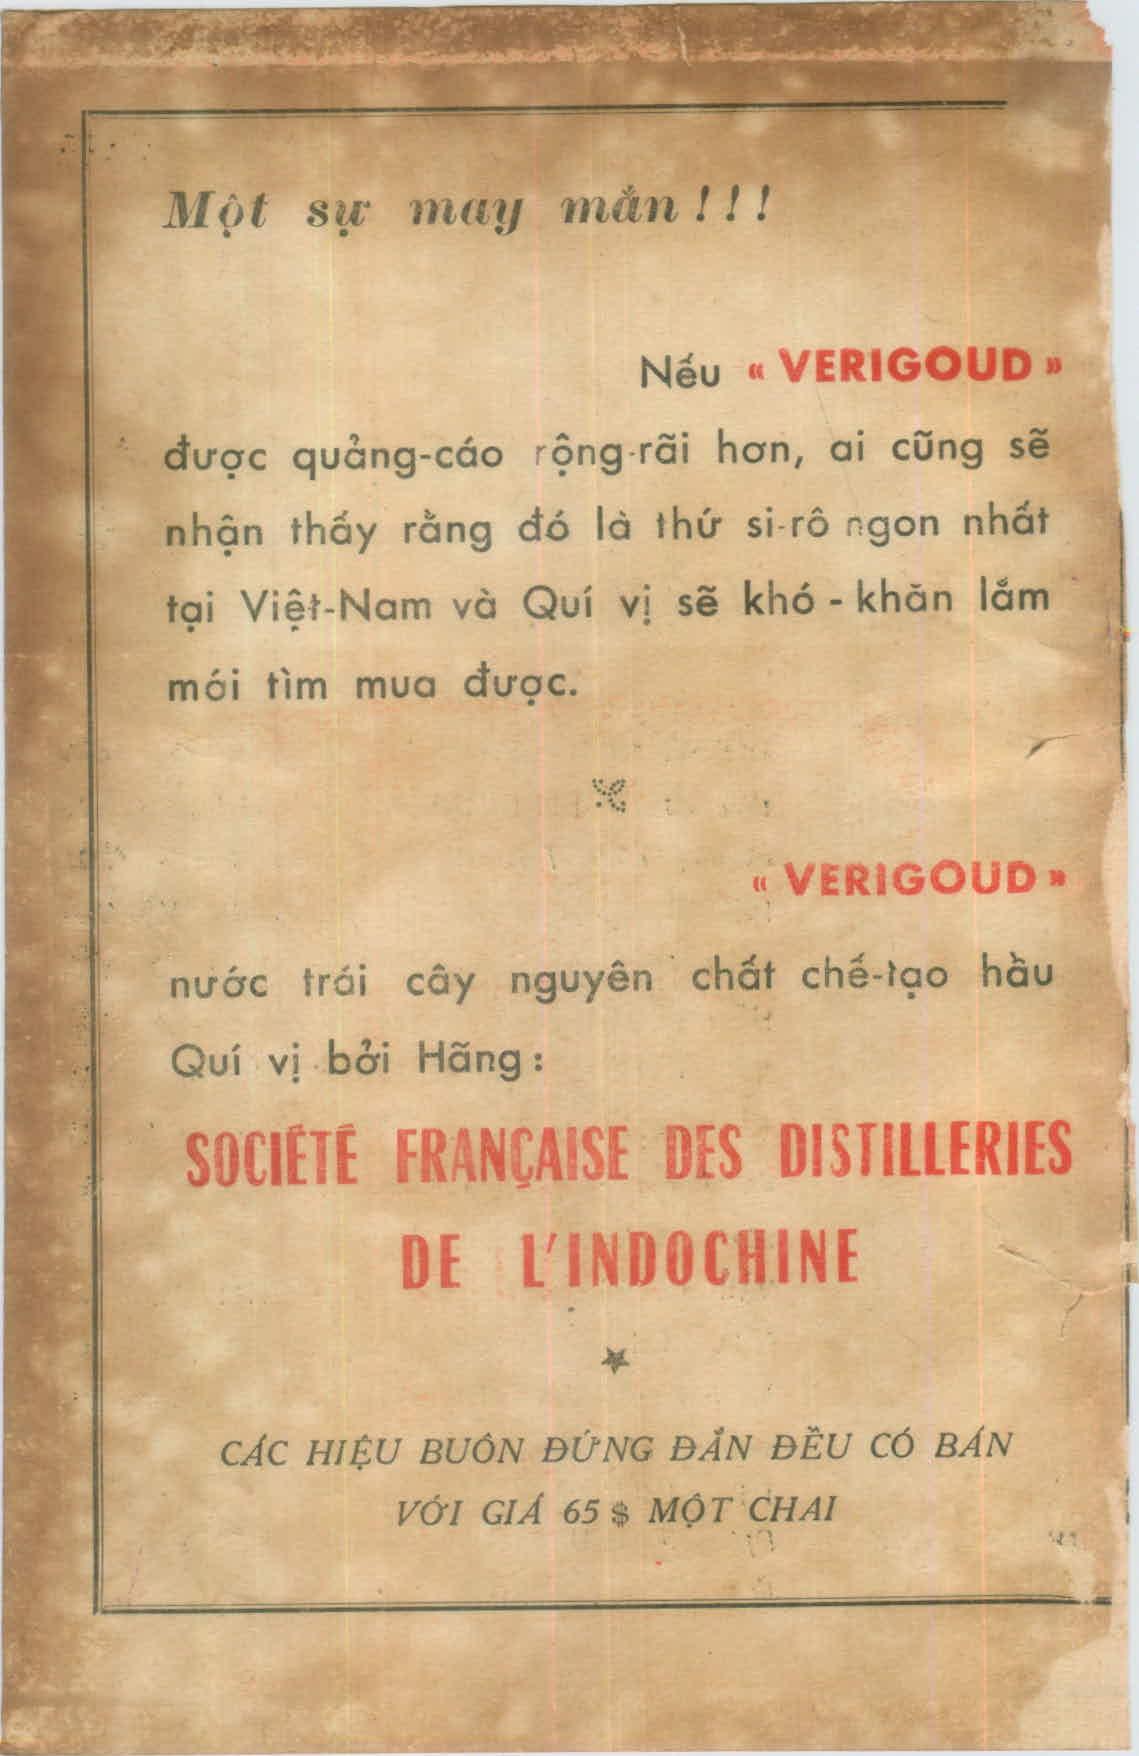 Một sự may mắn !!!
Nếu « VERIGOUD »
được quảng-cáo rộng-rãi hơn, ai cũng sẽ
nhận thấy rằng đó là thứ si-rô ngon nhất
tại Việt-Nam và Quí vị sẽ khó-khăn lắm
mới tìm mua được.
« VERIGOUD »
nước trái cây nguyên chất chế-tạo hầu
Quí vị bởi Hãng :
SOCIÉTÉ FRANÇAISE DES DISTILLERIES
DE L'INDOCHINE
CÁC HIỆU BUÔN ĐỨNG ĐẮN ĐỀU CÓ BÁN
VỚI GIÁ 65 $ MỘT CHAI